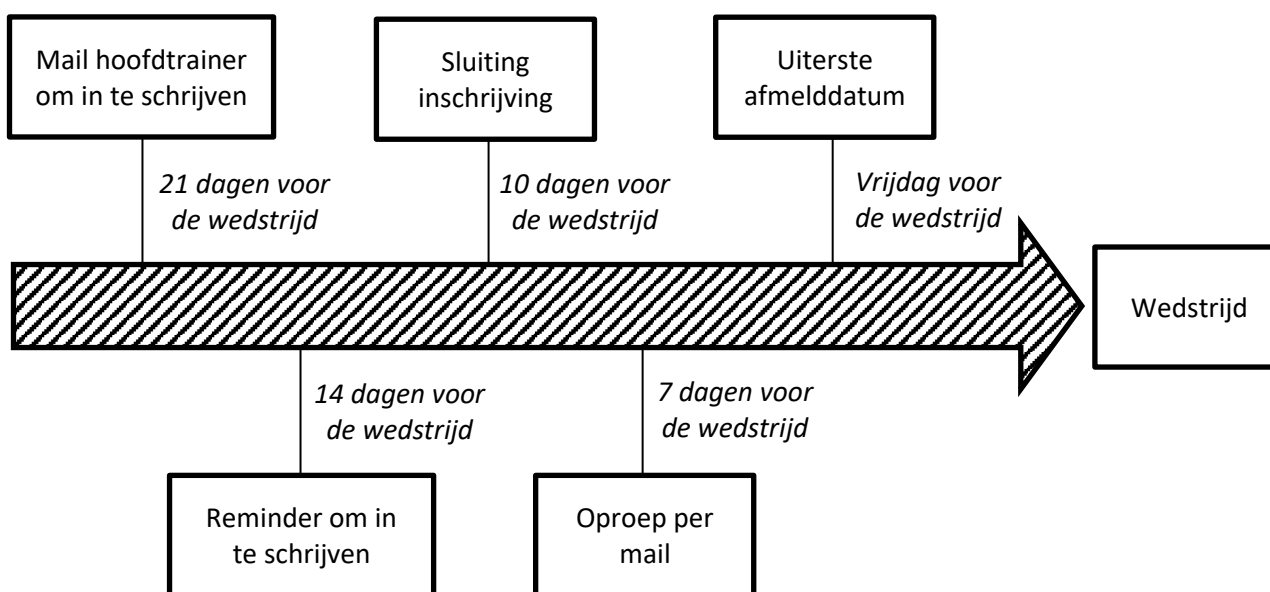 Mail hoofdtrainer
om in te schrijven
Sluiting
inschrijving
Uiterste
afmelddatum
21 dagen voor
de wedstrijd
10 dagen voor
de wedstrijd
Vrijdag voor
de wedstrijd
Wedstrijd
14 dagen voor
de wedstrijd
7 dagen voor
de wedstrijd
Reminder om in
te schrijven
Oproep per
mail